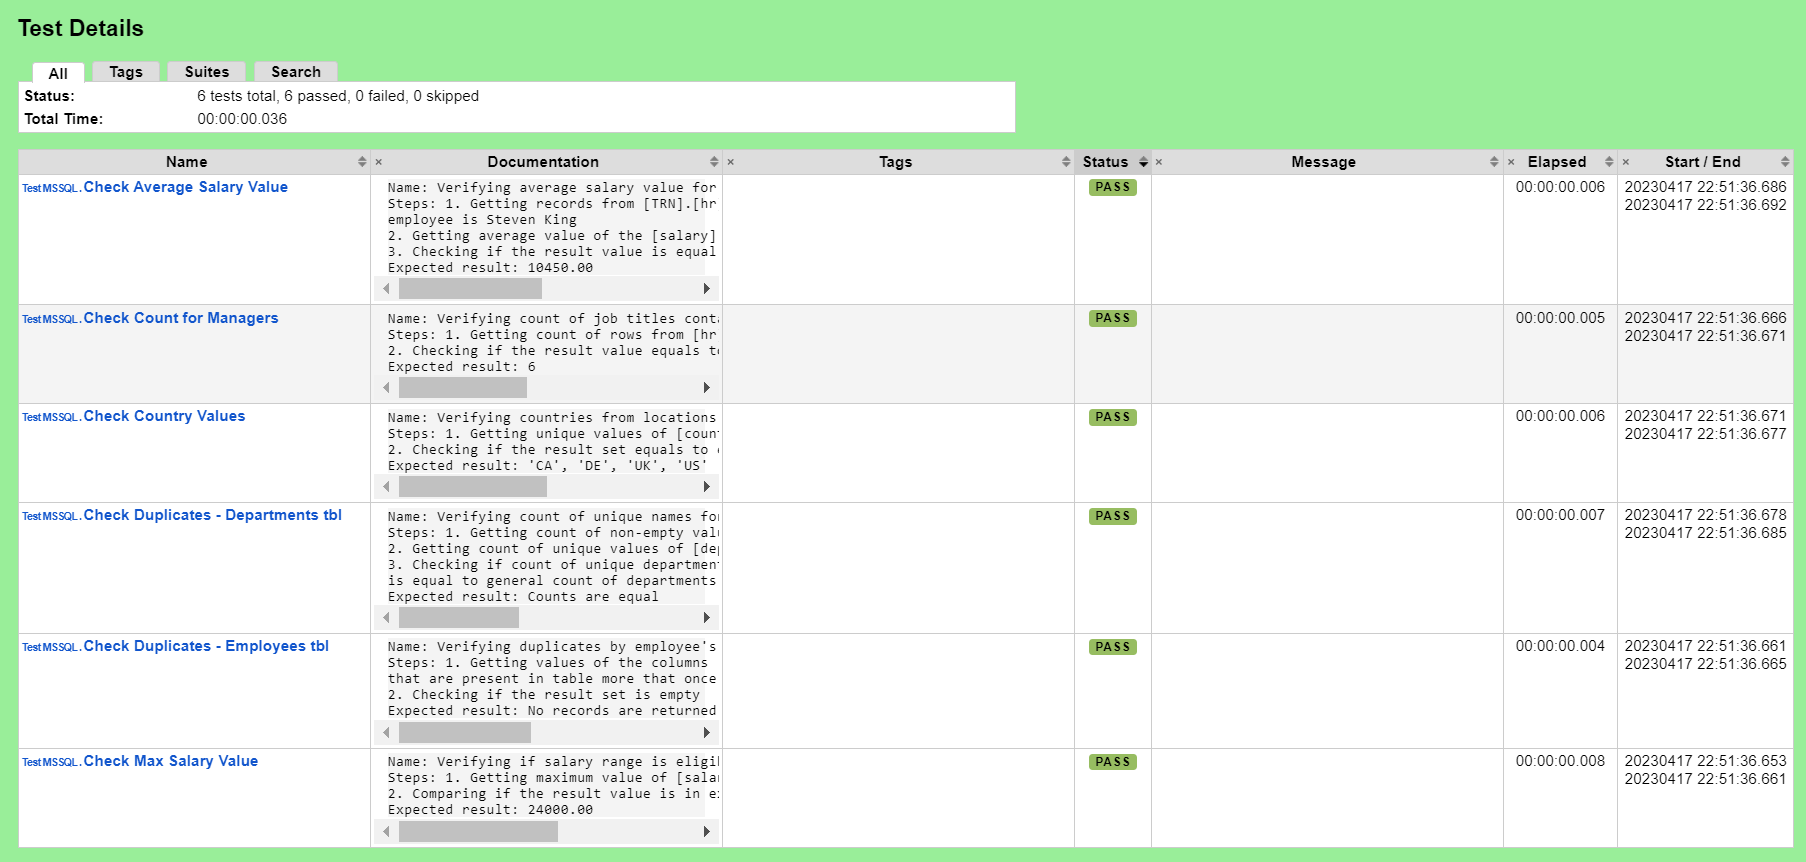 Test Details
All Tags Suites Search
Status: 6 tests total, 6 passed, 0 failed, 0 skipped
Total Time: 00:00:00.036
Name × Documentation × Tags Status × Message × Elapsed × Start / End
TestMSSQL.Check Average Salary Value
Name: Verifying average salary value for
Steps: 1. Getting records from [TRN].[hr
employee is Steven King
2. Getting average value of the [salary]
3. Checking if the result value is equal
Expected result: 10450.00
PASS
00:00:00.006
20230417 22:51:36.686
20230417 22:51:36.692
TestMSSQL.Check Count for Managers
Name: Verifying count of job titles
Steps: 1. Getting count of rows from [hr
2. Checking if the result value equals
Expected result: 6
PASS
00:00:00.005
20230417 22:51:36.666
20230417 22:51:36.671
TestMSSQL.Check Country Values
Name: Verifying countries from locations
Steps: 1. Getting unique values of
2. Checking if the result set equals to
Expected result: 'CA', 'DE', 'UK', 'US'
PASS
00:00:00.006
20230417 22:51:36.671
20230417 22:51:36.677
TestMSSQL.Check Duplicates - Departments tbl
Name: Verifying count of unique names
Steps: 1. Getting count of non-empty
2. Getting count of unique values of
3. Checking if count of unique
is equal to general count of departments
Expected result: Counts are equal
PASS
00:00:00.007
20230417 22:51:36.678
20230417 22:51:36.685
TestMSSQL.Check Duplicates - Employees tbl
Name: Verifying duplicates by employee's
Steps: 1. Getting values of the columns
that are present in table more that once
2. Checking if the result set is empty
Expected result: No records are returned
PASS
00:00:00.004
20230417 22:51:36.661
20230417 22:51:36.665
TestMSSQL.Check Max Salary Value
Name: Verifying if salary range is
Steps: 1. Getting maximum value of
2. Comparing if the result value is in
Expected result: 24000.00
PASS
00:00:00.008
20230417 22:51:36.653
20230417 22:51:36.661